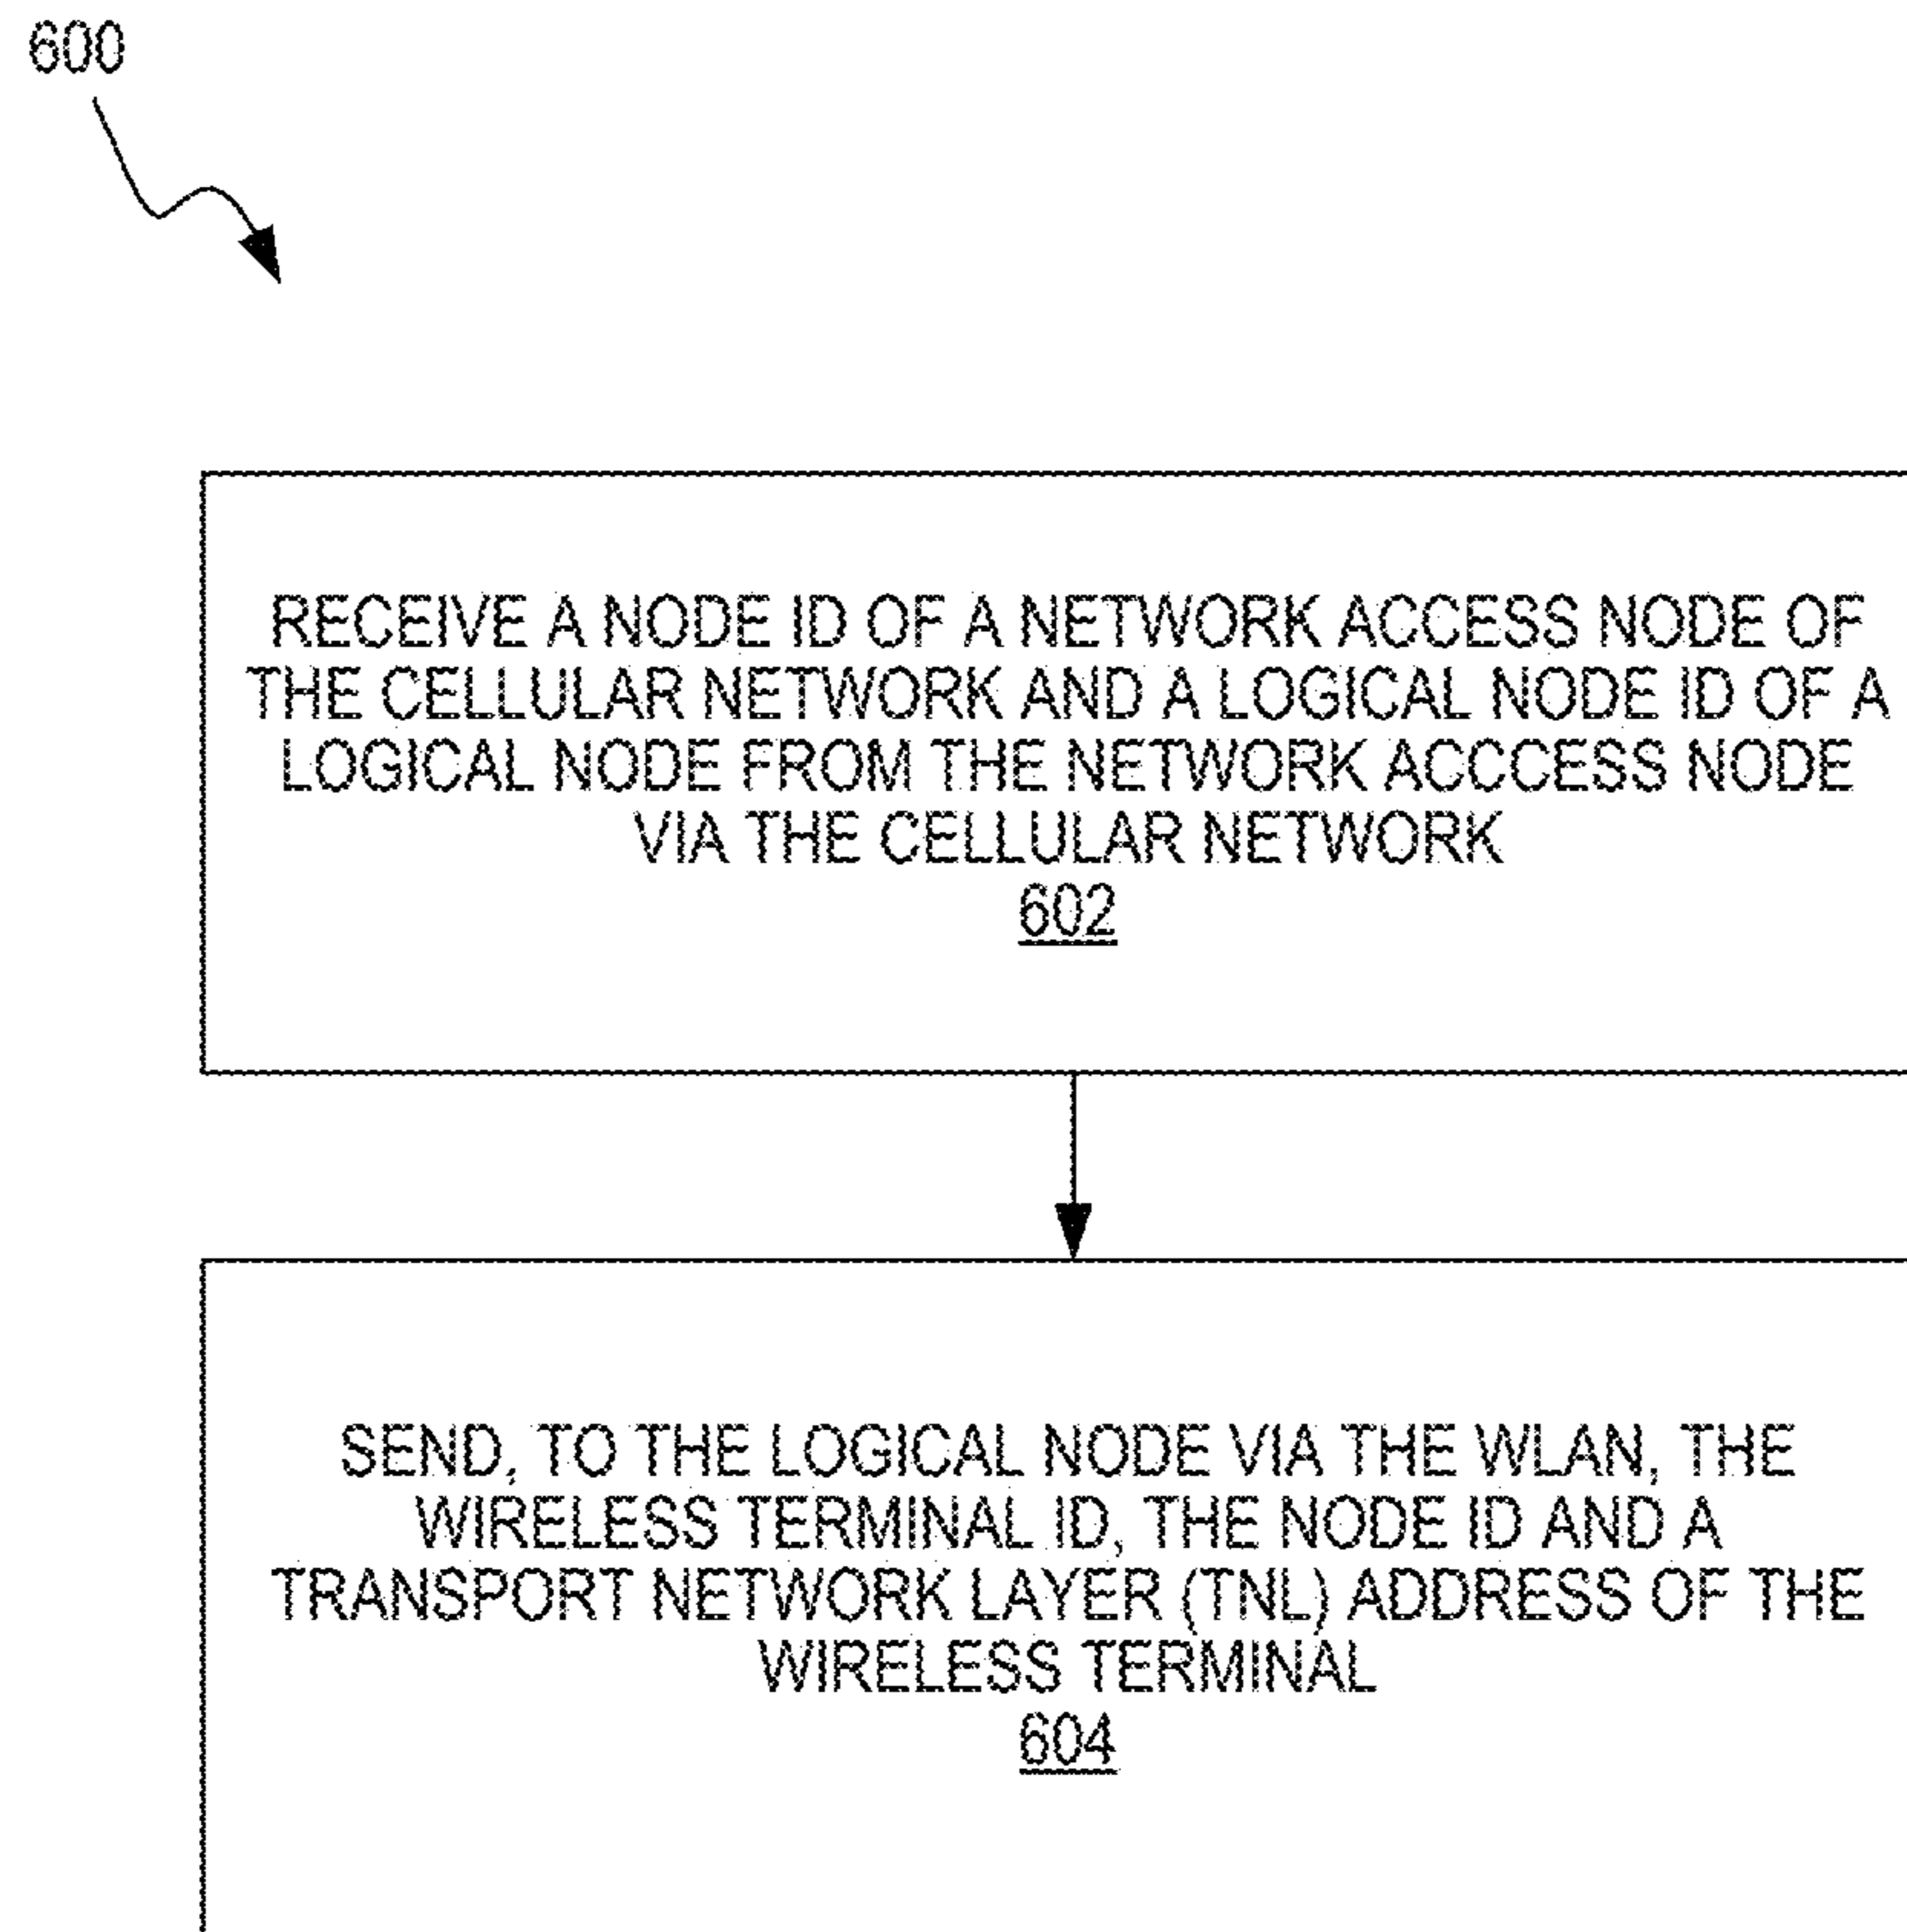 600
RECEIVE A NODE ID OF A NETWORK ACCESS NODE OF
THE CELLULAR NETWORK AND A LOGICAL NODE ID OF A
LOGICAL NODE FROM THE NETWORK ACCCESS NODE
VIA THE CELLULAR NETWORK
602
SEND, TO THE LOGICAL NODE VIA THE WLAN, THE
WIRELESS TERMINAL ID, THE NODE ID AND A
TRANSPORT NETWORK LAYER (TNL) ADDRESS OF THE
WIRELESS TERMINAL
604